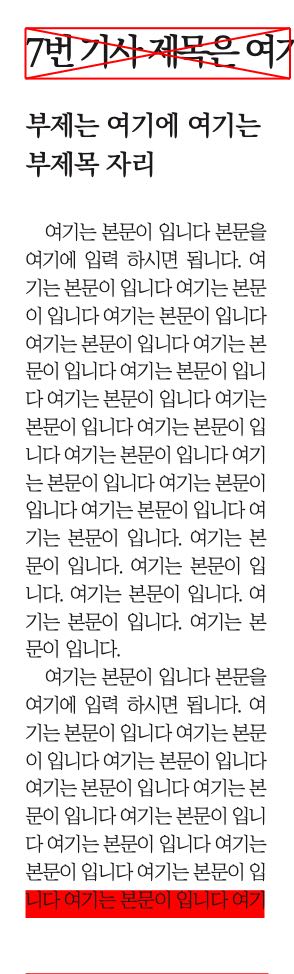 7번 기사 제목은 여기
부제는 여기에 여기는
부제목 자리
여기는 본문이 입니다 본문을
여기에 입력 하시면 됩니다. 여
기는 본문이 입니다 여기는 본문
이 입니다 여기는 본문이 입니다
여기는 본문이 입니다 여기는 본
문이 입니다 여기는 본문이 입니
다 여기는 본문이 입니다 여기는
본문이 입니다 여기는 본문이 입
니다 여기는 본문이 입니다 여기
는 본문이 입니다 여기는 본문이
입니다 여기는 본문이 입니다 여
기는 본문이 입니다. 여기는 본
문이 입니다. 여기는 본문이 입
니다. 여기는 본문이 입니다. 여
기는 본문이 입니다. 여기는 본
문이 입니다.
여기는 본문이 입니다 본문을
여기에 입력 하시면 됩니다. 여
기는 본문이 입니다 여기는 본문
이 입니다 여기는 본문이 입니다
여기는 본문이 입니다 여기는 본
문이 입니다 여기는 본문이 입니
다 여기는 본문이 입니다 여기는
본문이 입니다 여기는 본문이 입
니다 여기는 본문이 입니다 여기